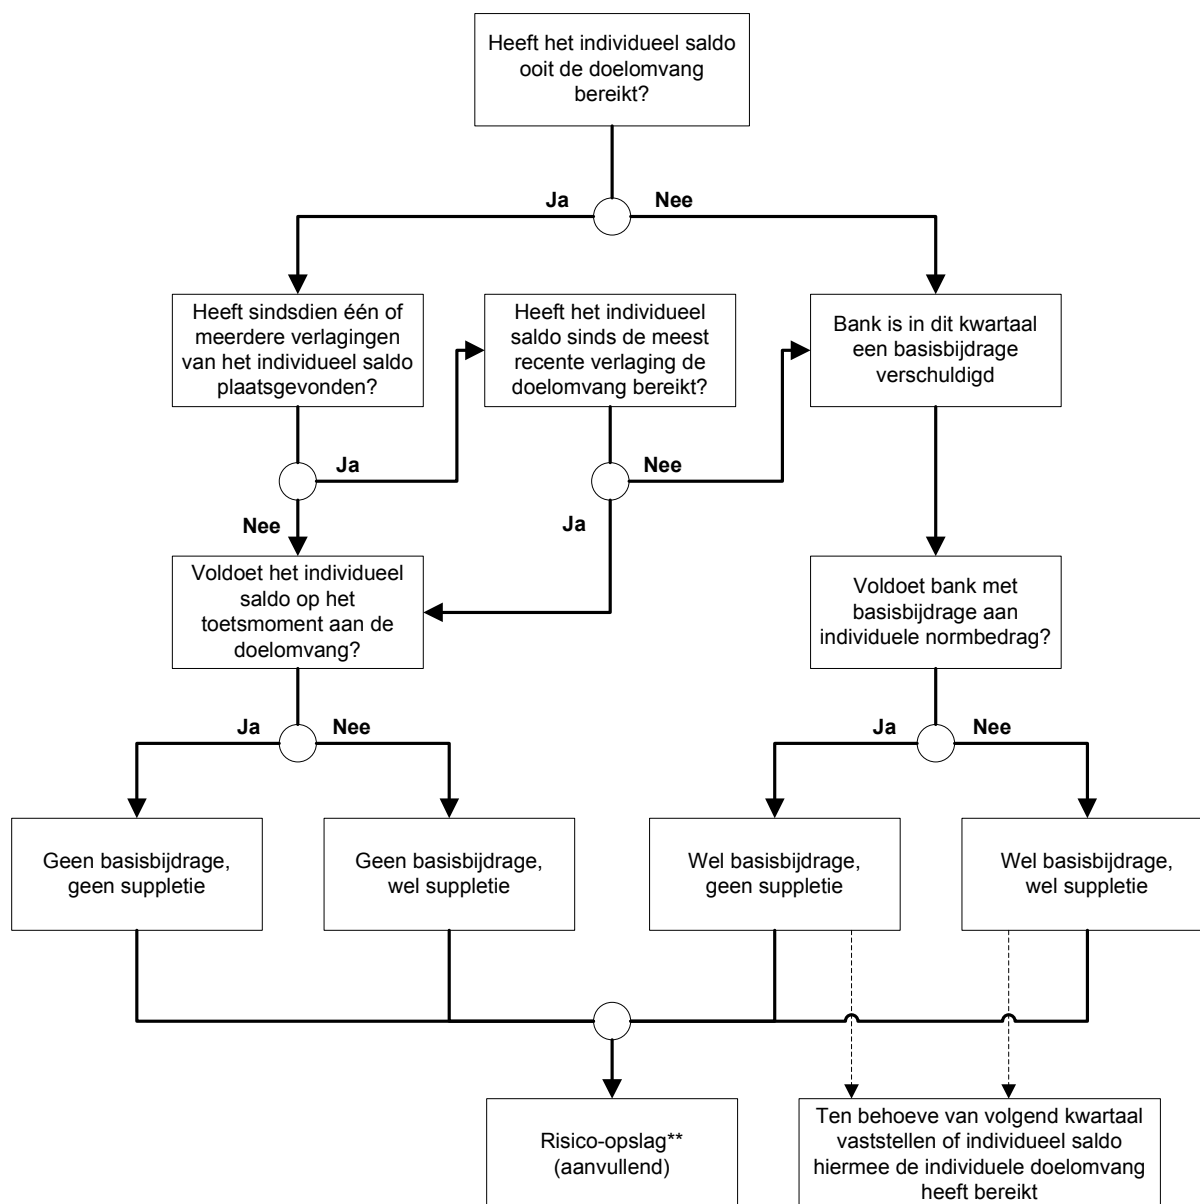 Heeft het individueel saldo
ooit de doelomvang
bereikt?
Ja
Nee
Heeft sindsdien één of
meerdere verlagingen
van het individueel saldo
plaatsgevonden?
Heeft het individueel
saldo sinds de meest
recente verlaging de
doelomvang bereikt?
Bank is in dit kwartaal
een basisbijdrage
verschuldigd
Ja
Nee
Nee
Ja
Voldoet het individueel
saldo op het
toetsmoment aan de
doelomvang?
Voldoet bank met
basisbijdrage aan
individuele normbedrag?
Ja
Nee
Ja
Nee
Geen basisbijdrage,
geen suppletie
Geen basisbijdrage,
wel suppletie
Wel basisbijdrage,
geen suppletie
Wel basisbijdrage,
wel suppletie
Risico-opslag**
(aanvullend)
Ten behoeve van volgend kwartaal
vaststellen of individueel saldo
hiermee de individuele doelomvang
heeft bereikt